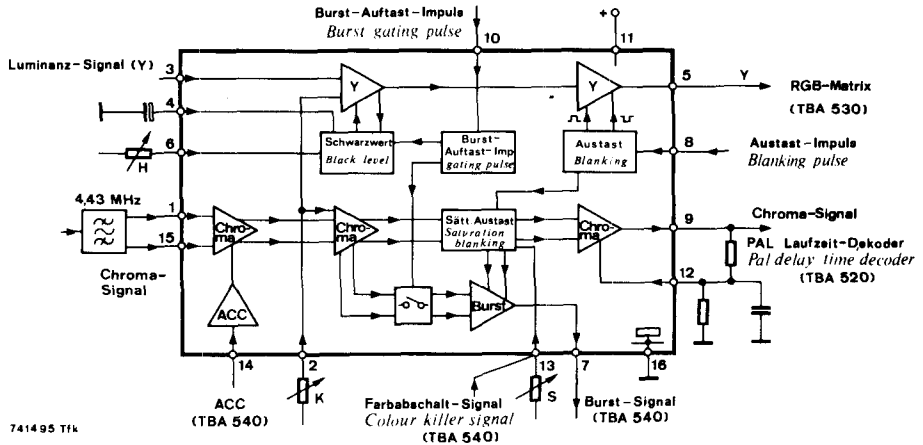 Burst-Auftast-Impuls
Burst gating pulse
10
+
11
Luminanz-Signal (Y)
3
Y
Y
5
Y
RGB-Matrix
(TBA 530)
4
6
H
Schwarzwert
Black level
Burst
Auftast-Imp
gating pulse
Austast
Blanking
8
Austast-Impuls
Blanking pulse
4,43 MHz
1
15
Chroma-
Signal
Chro-
ma
Chro-
ma
Sätt. Austast
Saturation
blanking
Chro-
ma
9
Chroma-Signal
PAL Laufzeit-Dekoder
Pal delay time decoder
(TBA 520)
12
ACC
Burst
14
2
13
7
16
ACC
(TBA 540)
K
Farbabschalt-Signal
Colour killer signal
(TBA 540)
S
Burst-Signal
(TBA 540)
741495 Tfk